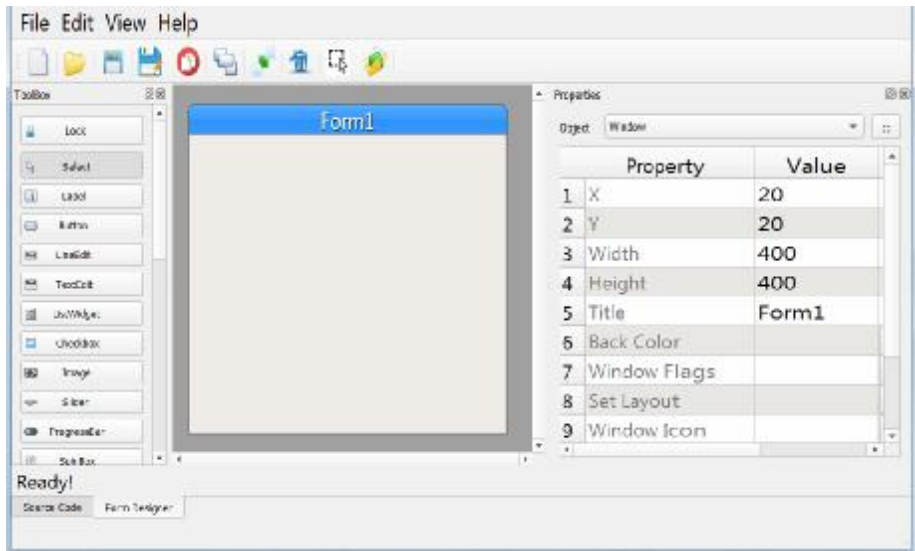 File Edit View Help
ToolBox
Properties
Lock
Select
Label
Button
LineEdit
TextEdit
ListWidget
CheckBox
Image
Slider
ProgressBar
Form1
Object Window
Property Value
1 X 20
2 Y 20
3 Width 400
4 Height 400
5 Title Form1
6 Back Color
7 Window Flags
8 Set Layout
9 Window Icon
Ready!
Source Code Form Designer